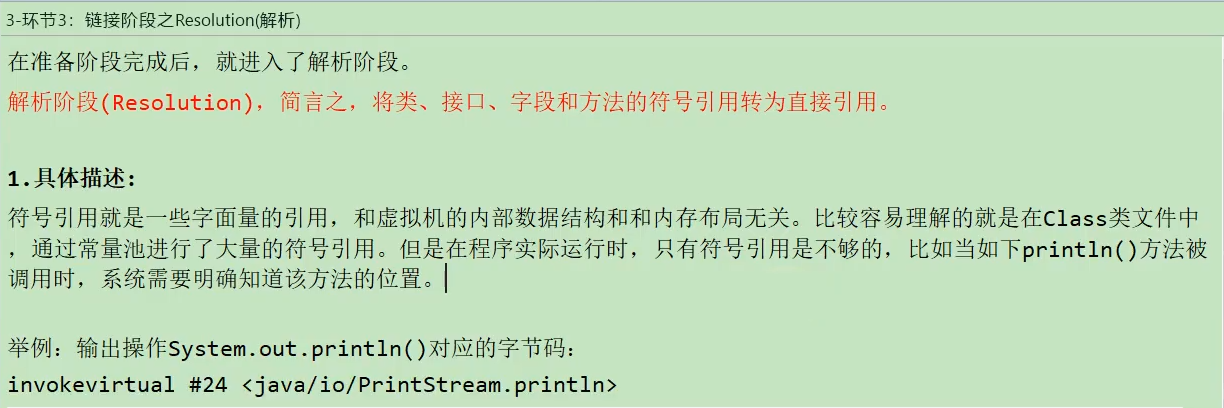 3-环节3：链接阶段之Resolution(解析)
在准备阶段完成后，就进入了解析阶段。
解析阶段(Resolution)，简言之，将类、接口、字段和方法的符号引用转为直接引用。
1.具体描述：
符号引用就是一些字面量的引用，和虚拟机的内部数据结构和和内存布局无关。比较容易理解的就是在Class类文件中
，通过常量池进行了大量的符号引用。但是在程序实际运行时，只有符号引用是不够的，比如当如下println()方法被
调用时，系统需要明确知道该方法的位置。
举例：输出操作System.out.println()对应的字节码：
invokevirtual #24 <java/io/PrintStream.println>